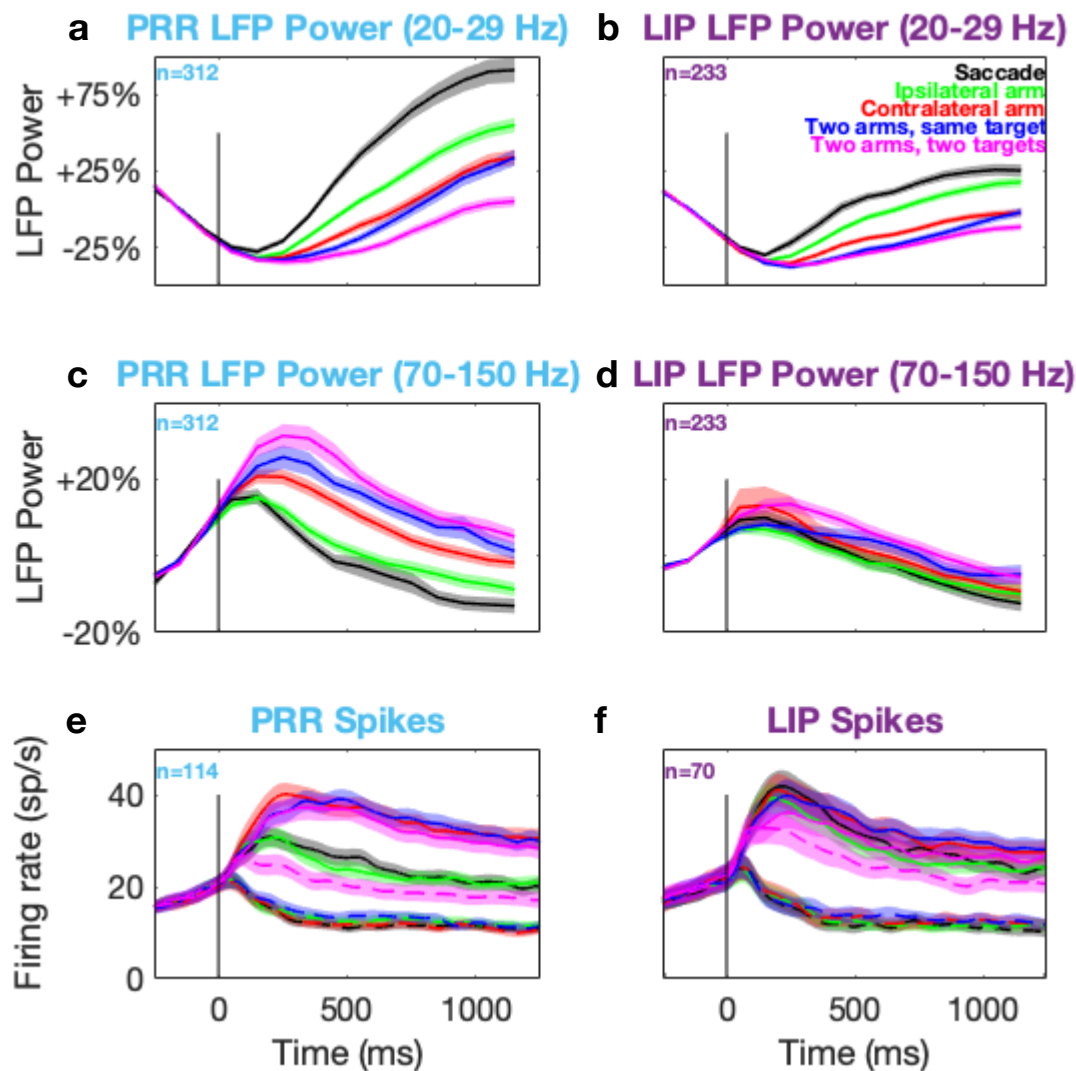 a PRR LFP Power (20-29 Hz)
b LIP LFP Power (20-29 Hz)
n=312
n=233
Saccade
Ipsilateral arm
Contralateral arm
Two arms, same target
Two arms, two targets
LFP Power
+75%
+25%
-25%
c PRR LFP Power (70-150 Hz)
d LIP LFP Power (70-150 Hz)
n=312
n=233
LFP Power
+20%
-20%
e PRR Spikes
f LIP Spikes
n=114
n=70
Firing rate (sp/s)
40
20
0
0 500 1000
0 500 1000
Time (ms)
Time (ms)